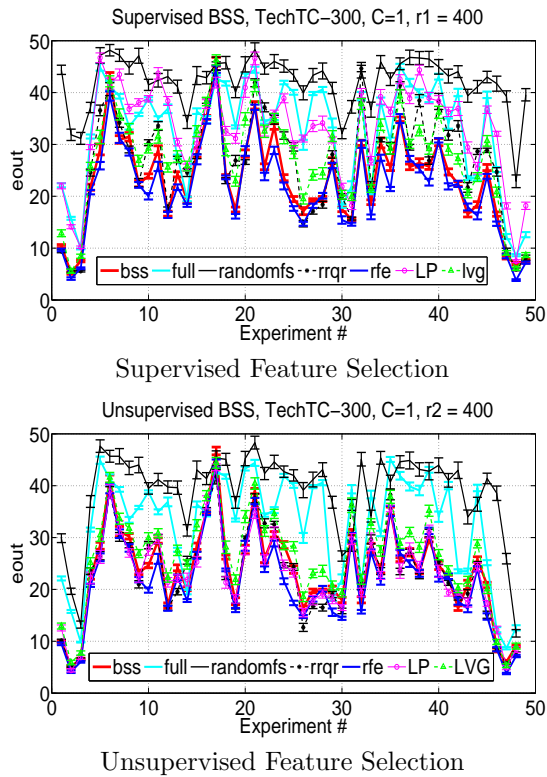 Supervised BSS, TechTC−300, C=1, r1 = 400
50
40
30
20
10
0
eout
bss full randomfs rrqr rfe LP lvg
0 10 20 30 40 50
Experiment #
Supervised Feature Selection
Unsupervised BSS, TechTC−300, C=1, r2 = 400
50
40
30
20
10
0
eout
bss full randomfs rrqr rfe LP LVG
0 10 20 30 40 50
Experiment #
Unsupervised Feature Selection